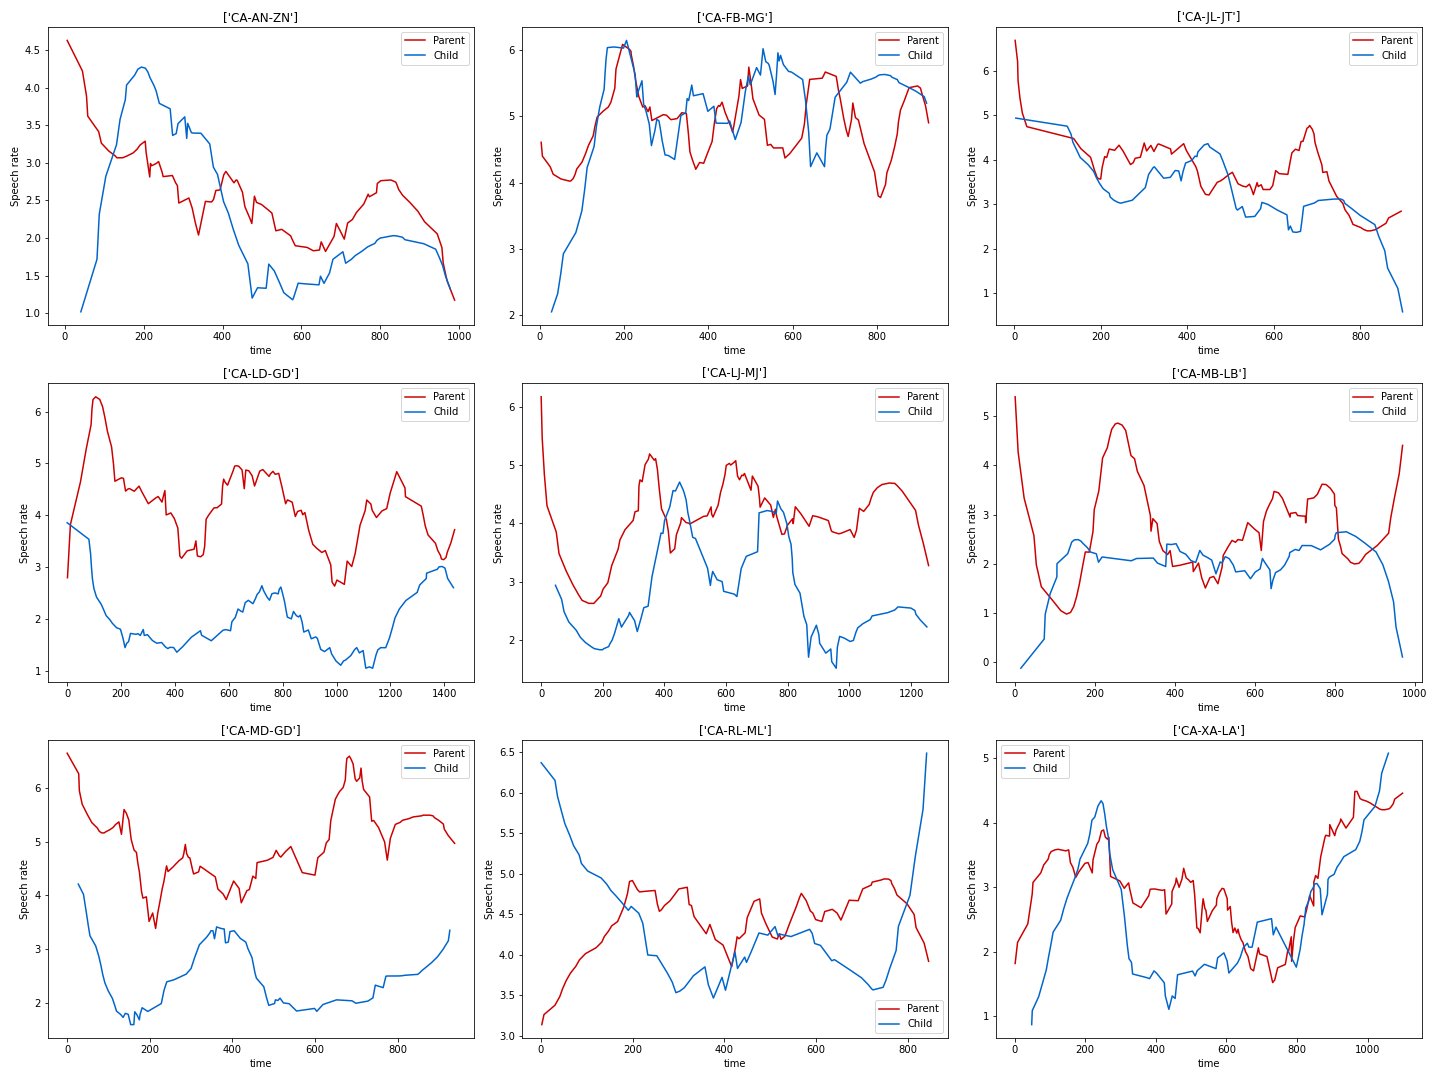 ['CA-AN-ZN']
Speech rate
4.5
4.0
3.5
3.0
2.5
2.0
1.5
1.0
Parent
Child
0 200 400 600 800 1000
time
['CA-FB-MG']
Speech rate
6
5
4
3
2
Parent
Child
0 200 400 600 800
time
['CA-JL-JT']
Speech rate
6
5
4
3
2
1
Parent
Child
0 200 400 600 800
time
['CA-LD-GD']
Speech rate
6
5
4
3
2
1
Parent
Child
0 200 400 600 800 1000 1200 1400
time
['CA-LJ-MJ']
Speech rate
6
5
4
3
2
Parent
Child
0 200 400 600 800 1000 1200
time
['CA-MB-LB']
Speech rate
5
4
3
2
1
0
Parent
Child
0 200 400 600 800 1000
time
['CA-MD-GD']
Speech rate
6
5
4
3
2
Parent
Child
0 200 400 600 800
time
['CA-RL-ML']
Speech rate
6.5
6.0
5.5
5.0
4.5
4.0
3.5
3.0
Parent
Child
0 200 400 600 800
time
['CA-XA-LA']
Speech rate
5
4
3
2
1
Parent
Child
0 200 400 600 800 1000
time